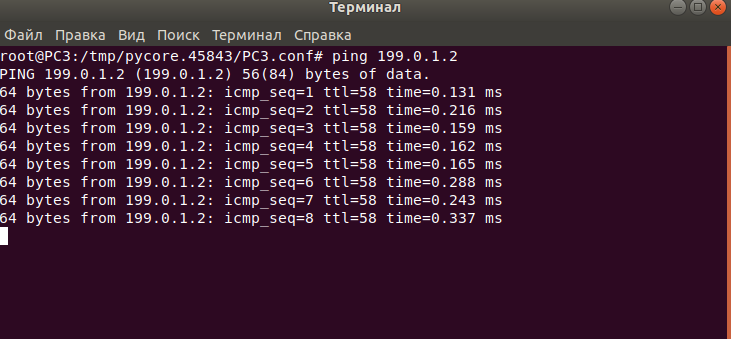 Терминал
Файл Правка Вид Поиск Терминал Справка
root@PC3:/tmp/pycore.45843/PC3.conf# ping 199.0.1.2
PING 199.0.1.2 (199.0.1.2) 56(84) bytes of data.
64 bytes from 199.0.1.2: icmp_seq=1 ttl=58 time=0.131 ms
64 bytes from 199.0.1.2: icmp_seq=2 ttl=58 time=0.216 ms
64 bytes from 199.0.1.2: icmp_seq=3 ttl=58 time=0.159 ms
64 bytes from 199.0.1.2: icmp_seq=4 ttl=58 time=0.162 ms
64 bytes from 199.0.1.2: icmp_seq=5 ttl=58 time=0.165 ms
64 bytes from 199.0.1.2: icmp_seq=6 ttl=58 time=0.288 ms
64 bytes from 199.0.1.2: icmp_seq=7 ttl=58 time=0.243 ms
64 bytes from 199.0.1.2: icmp_seq=8 ttl=58 time=0.337 ms